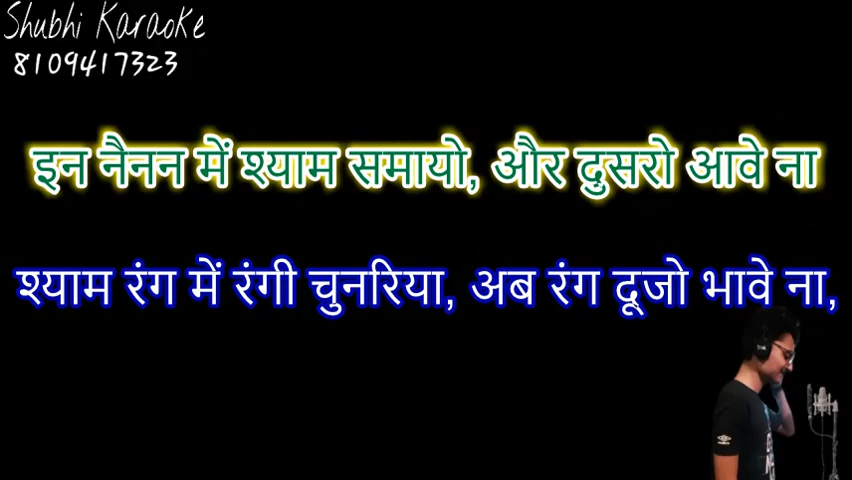 Shubhi Karaoke
8109417323
इन नैनन में श्याम समायो, और दुसरो आवे ना
श्याम रंग में रंगी चुनरिया, अब रंग दूजो भावे ना,